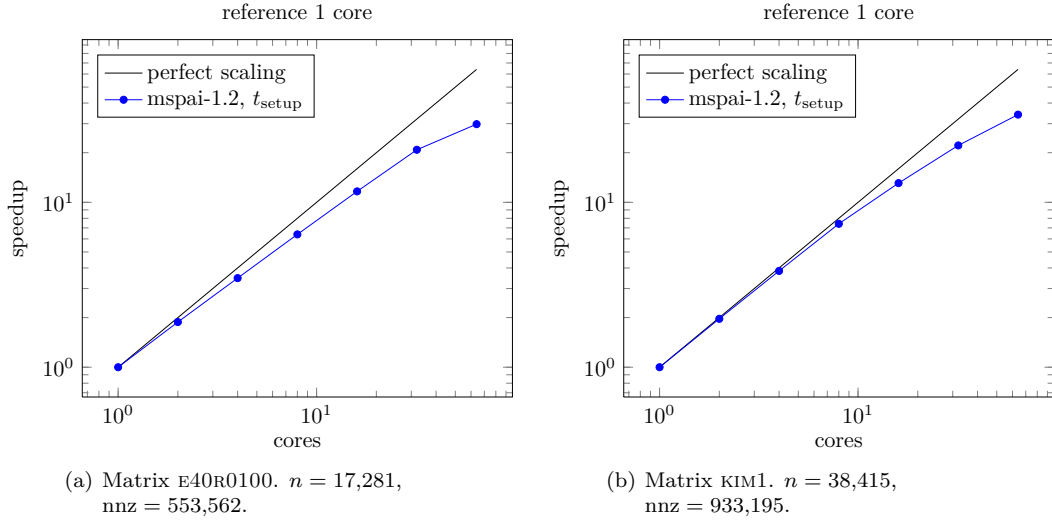 reference 1 core
perfect scaling
mspai-1.2, t_setup
speedup
10^1
10^0
10^0
10^1
cores
(a) Matrix E40R0100. n = 17,281,
nnz = 553,562.
reference 1 core
perfect scaling
mspai-1.2, t_setup
speedup
10^1
10^0
10^0
10^1
cores
(b) Matrix KIM1. n = 38,415,
nnz = 933,195.